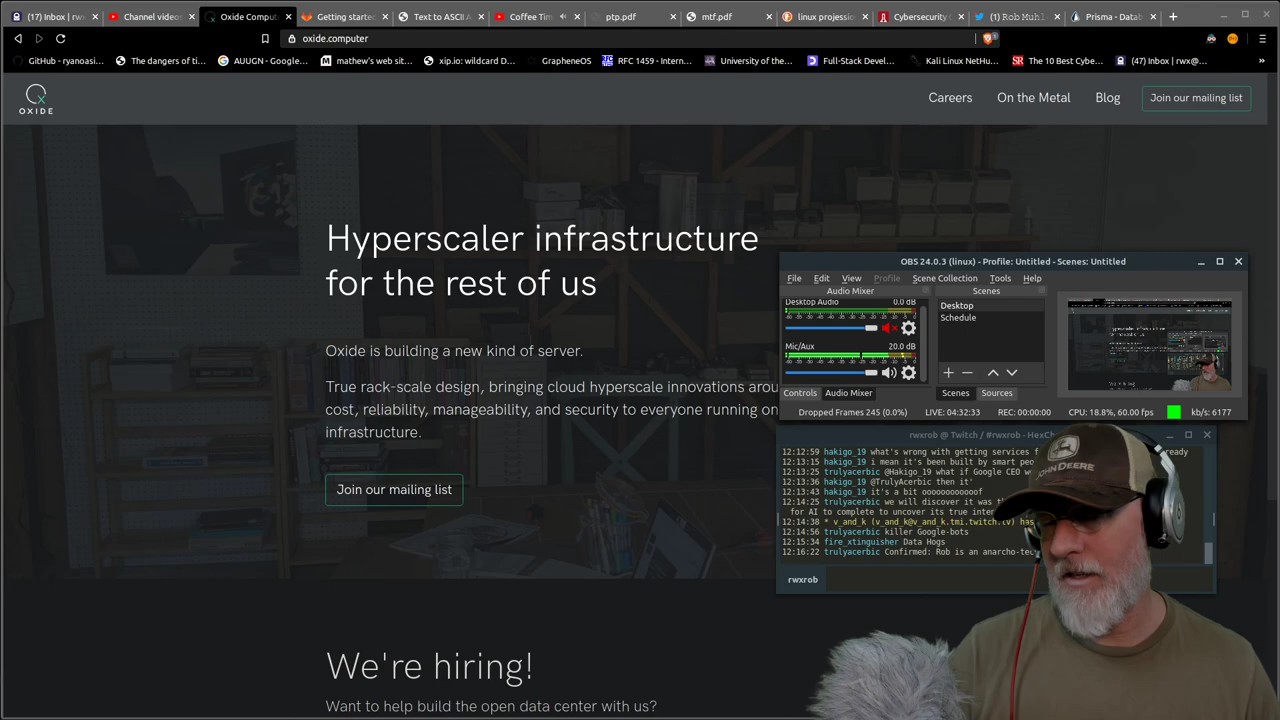 (17) Inbox | rw
Channel video
Oxide Comput
Getting started
Text to ASCII A
Coffee Tim
ptp.pdf
mtf.pdf
linux projession
Cybersecurity
(1) Rob Muhl
Prisma - Datab
oxide.computer
GitHub - ryanoasi...
The dangers of ti...
AUUGN - Google...
mathew's web sit...
xip.io: wildcard D...
GrapheneOS
RFC 1459 - Intern...
University of the...
Full-Stack Devel...
Kali Linux NetHu...
The 10 Best Cybe...
(47) Inbox | rwx@...
OXIDE
Careers
On the Metal
Blog
Join our mailing list
Hyperscaler infrastructure
for the rest of us
Oxide is building a new kind of server.
True rack-scale design, bringing cloud hyperscale innovations arou
cost, reliability, manageability, and security to everyone running on
infrastructure.
Join our mailing list
We're hiring!
Want to help build the open data center with us?
OBS 24.0.3 (linux) - Profile: Untitled - Scenes: Untitled
File Edit View Profile Scene Collection Tools Help
Audio Mixer
Scenes
Desktop Audio 0.0 dB
Mic/Aux 20.0 dB
Desktop
Schedule
Controls Audio Mixer
Scenes Sources
Dropped Frames 245 (0.0%) LIVE: 04:32:33 REC: 00:00:00 CPU: 18.8%, 60.00 fps kb/s: 6177
rwxrob @ Twitch / #rwxrob - HexCh
12:12:59 hakigo_19 what's wrong with getting services f
ready
12:13:15 hakigo_19 i mean it's been built by smart peo
12:13:25 trulyacerbic @Hakigo_19 what if Google CEO w
12:13:36 hakigo_19 @TrulyAcerbic then it'
12:13:43 hakigo_19 it's a bit oooooooooooof
12:14:25 trulyacerbic we will discover it was th
for AI to complete to uncover its true inten
12:14:38 * v_and_k (v_and_k@v_and_k.tmi.twitch.tv) has
12:14:56 trulyacerbic killer Google-bots
12:15:34 fire_xtinguisher Data Hogs
12:16:22 trulyacerbic Confirmed: Rob is an anarcho-tec
rwxrob
JOHN DEERE